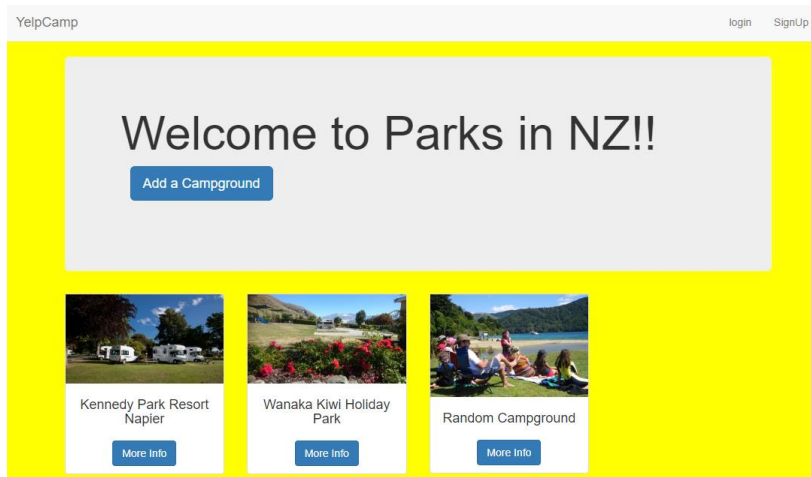 YelpCamp
login
SignUp
Welcome to Parks in NZ!!
Add a Campground
Kennedy Park Resort
Napier
Wanaka Kiwi Holiday
Park
Random Campground
More Info
More Info
More Info